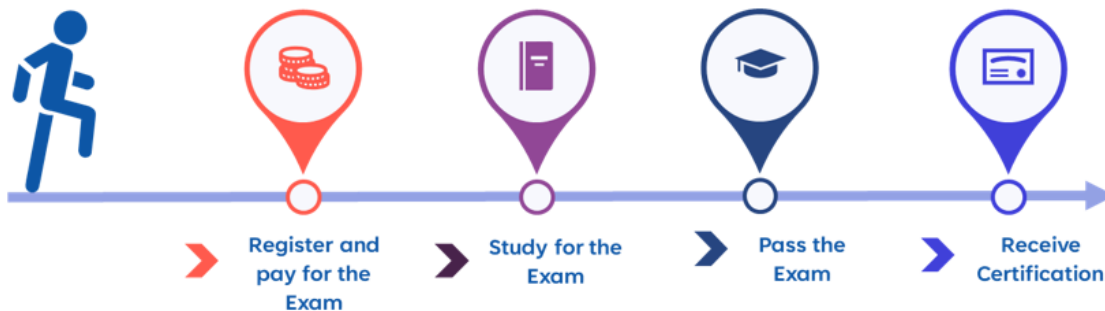 Register and
pay for the
Exam
Study for the
Exam
Pass the
Exam
Receive
Certification